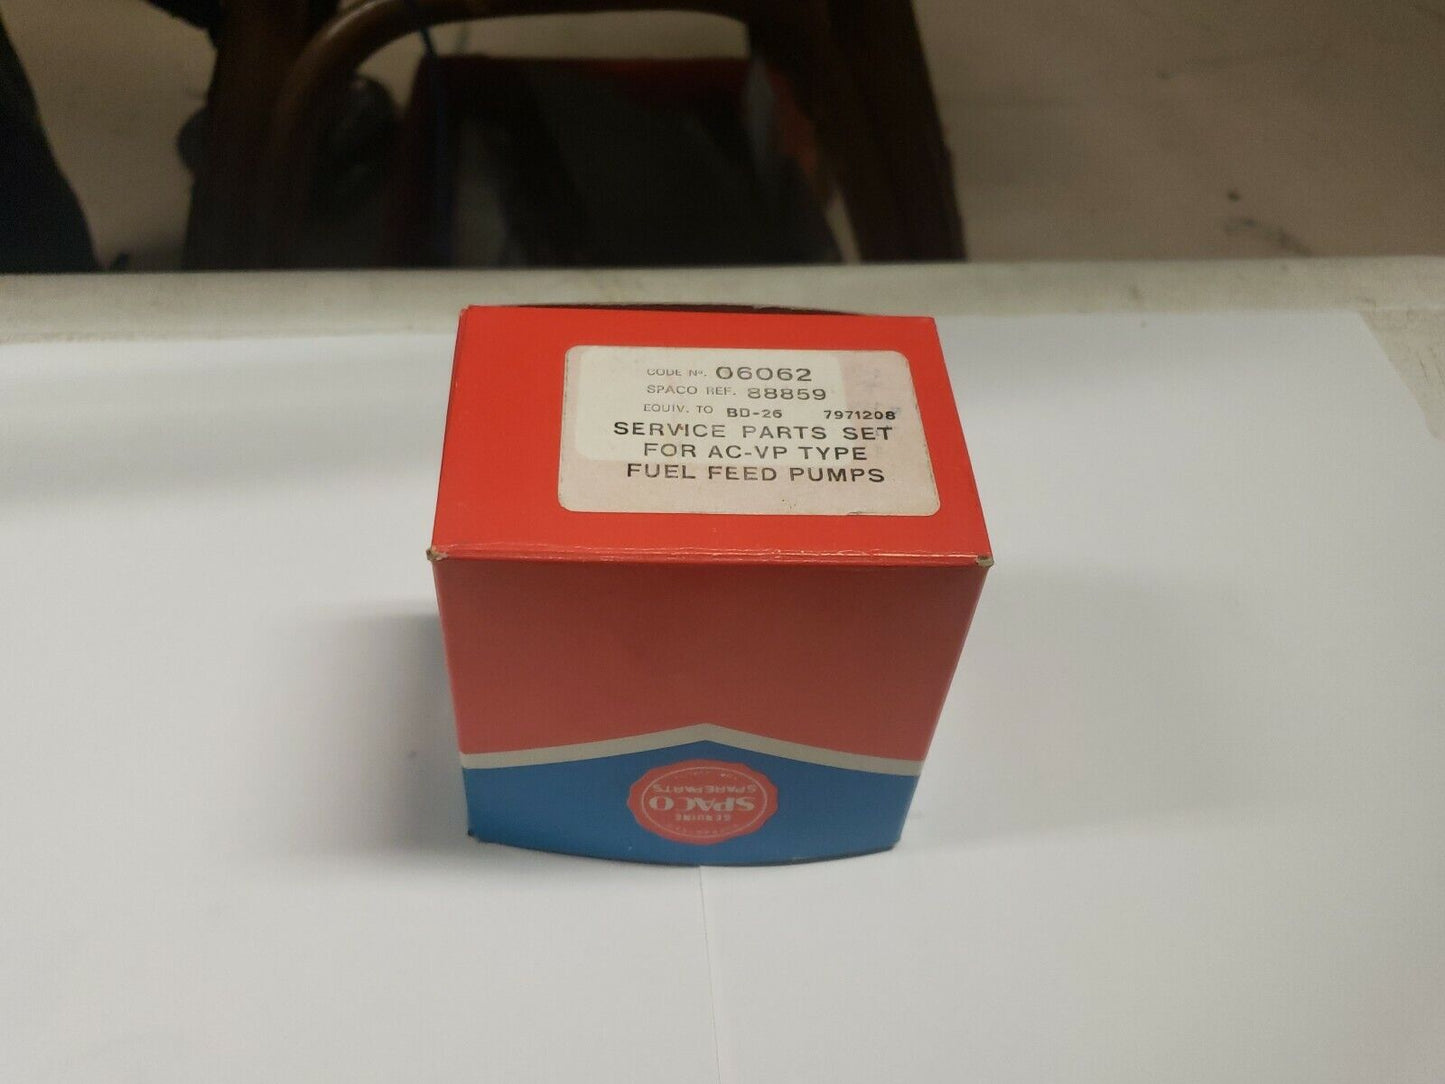 CODE Nº. 06062
SPACO REF. 88859
EQUIV. TO BD-26 7971208
SERVICE PARTS SET
FOR AC-VP TYPE
FUEL FEED PUMPS
GENUINE
SPACO
SPARE PARTS